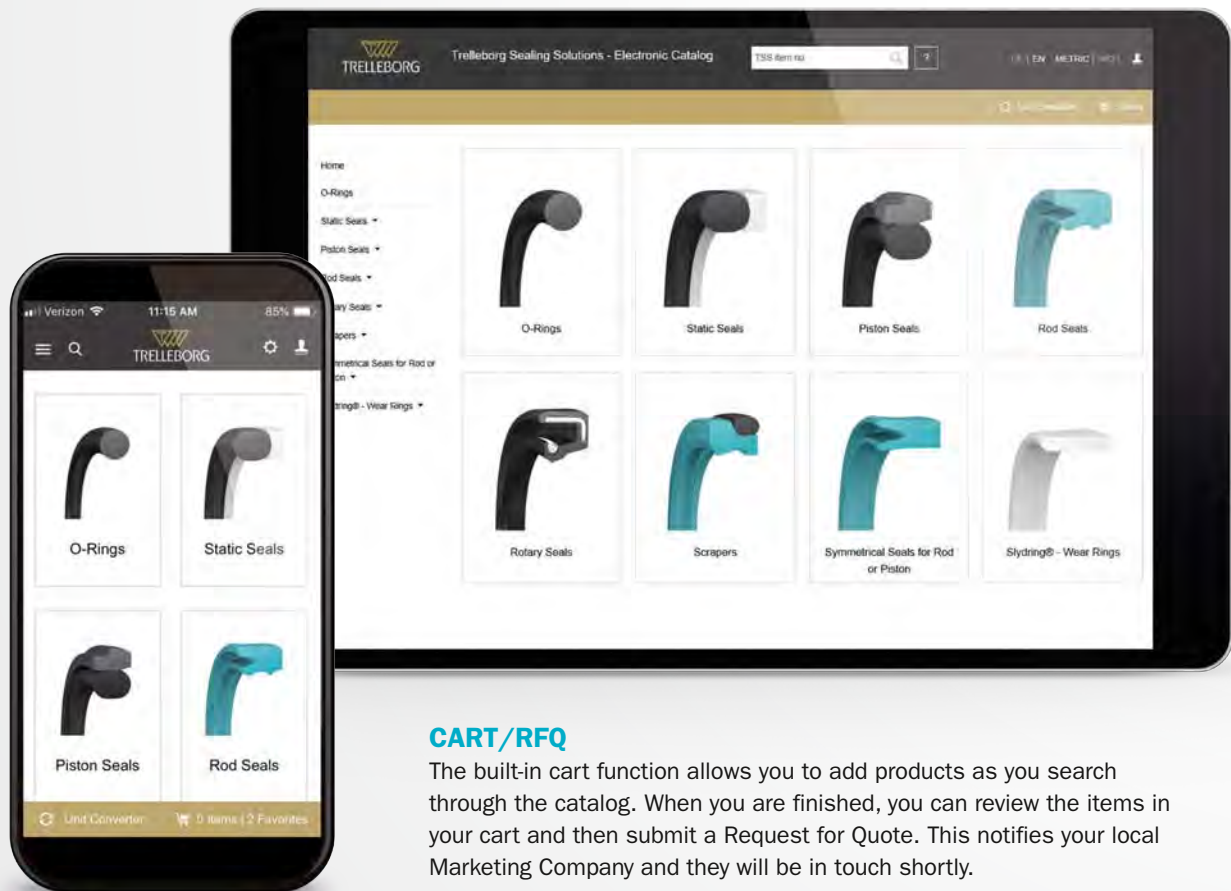 TRELLEBORG
Trelleborg Sealing Solutions - Electronic Catalog
TSS item no
?
EN METRIC
Home
O-Rings
Static Seals
Piston Seals
Rod Seals
O-Rings
Static Seals
Piston Seals
Rod Seals
Rotary Seals
Scrapers
Symmetrical Seals for Rod
or Piston
Slydring® - Wear Rings
Verizon
11:15 AM
85%
TRELLEBORG
O-Rings
Static Seals
Piston Seals
Rod Seals
Unit Converter
Items | 2 Favorites
CART/RFQ
The built-in cart function allows you to add products as you search
through the catalog. When you are finished, you can review the items in
your cart and then submit a Request for Quote. This notifies your local
Marketing Company and they will be in touch shortly.